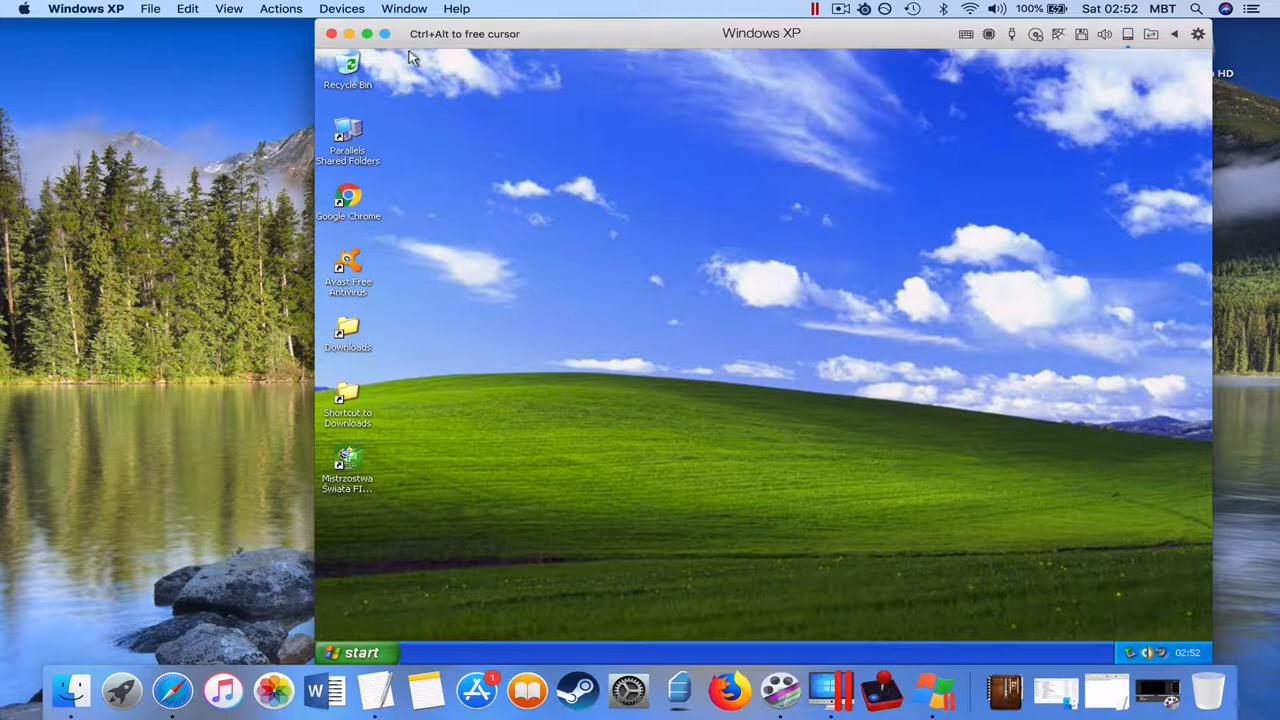 Windows XP File Edit View Actions Devices Window Help 100% Sat 02:52 MBT
Ctrl+Alt to free cursor Windows XP
HD
Recycle Bin
Parallels
Shared Folders
Google Chrome
Avast Free
Antivirus
Downloads
Shortcut to
Downloads
Mistrzostwa
Świata FI...
start 02:52
W 1